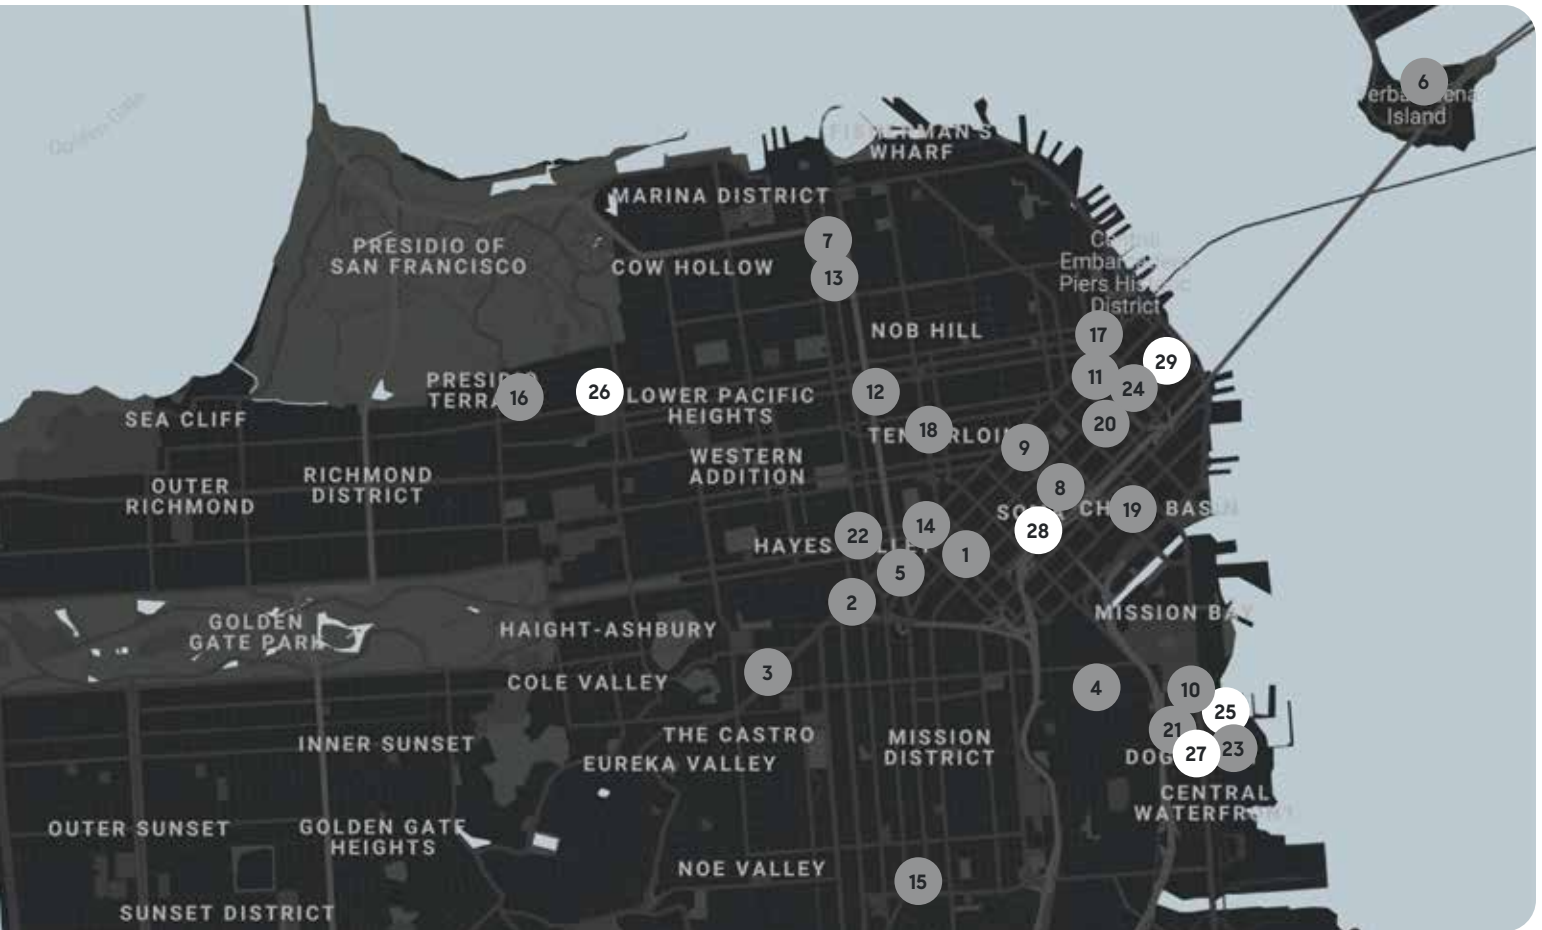 6
Island
WHARF
MARINA DISTRICT
7
PRESIDIO OF
SAN FRANCISCO
COW HOLLOW
13
Piers
District
NOB HILL
17
29
11
24
16
26
LOWER PACIFIC
HEIGHTS
12
SEA CLIFF
20
18
9
WESTERN
ADDITION
RICHMOND
DISTRICT
OUTER
RICHMOND
8
19
28
14
22
HAYES
1
5
2
MISSION BAY
GOLDEN
GATE PARK
HAIGHT-ASHBURY
3
COLE VALLEY
4
10
25
21
THE CASTRO
MISSION
DISTRICT
INNER SUNSET
23
27
EUREKA VALLEY
CENTRAL
WATERFRONT
OUTER SUNSET
GOLDEN GATE
HEIGHTS
NOE VALLEY
15
SUNSET DISTRICT